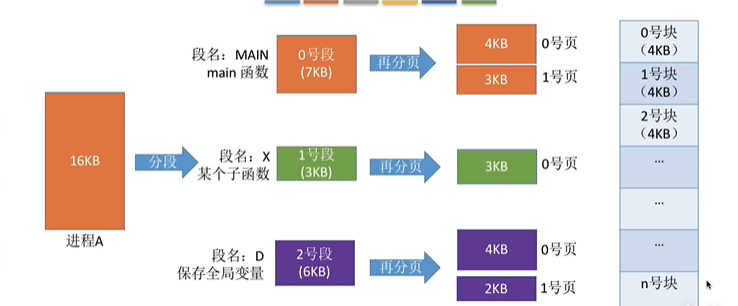 段名：MAIN
main 函数
0号段
(7KB)
再分页
4KB
0号页
3KB
1号页
16KB
进程A
分段
段名：X
某个子函数
1号段
(3KB)
再分页
3KB
0号页
段名：D
保存全局变量
2号段
(6KB)
再分页
4KB
0号页
2KB
1号页
0号块
（4KB）
1号块
（4KB）
2号块
（4KB）
...
...
...
n号块